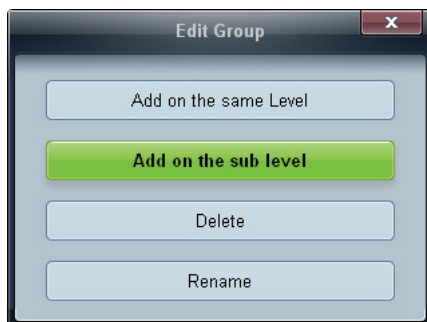 Edit Group
x
Add on the same Level
Add on the sub level
Delete
Rename